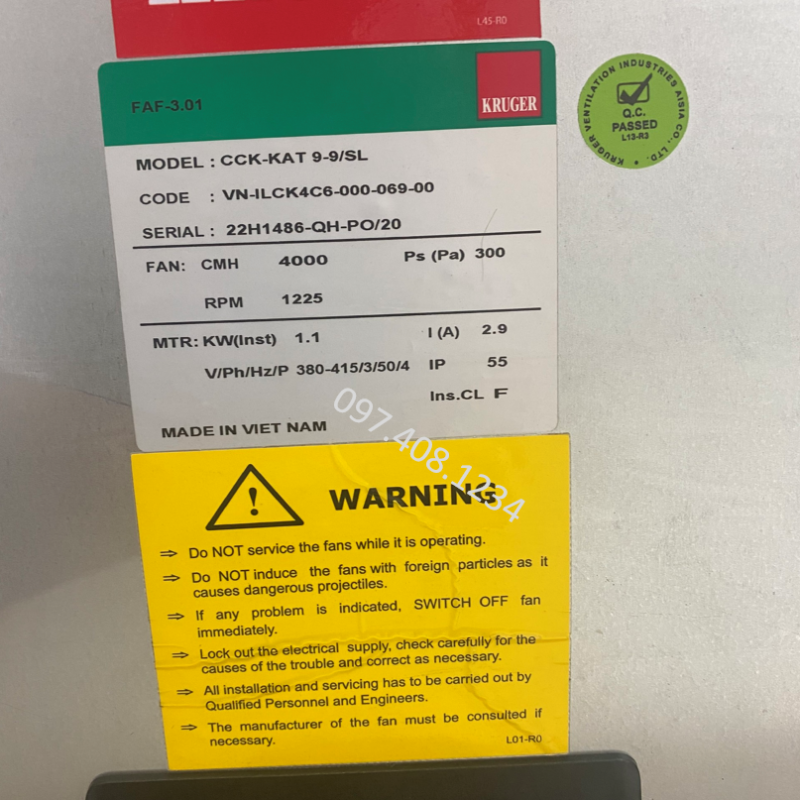 L45-R0
FAF-3.01
KRUGER
MODEL : CCK-KAT 9-9/SL
CODE : VN-ILCK4C6-000-069-00
SERIAL : 22H1486-QH-PO/20
FAN: CMH 4000 Ps (Pa) 300
RPM 1225
MTR: KW(Inst) 1.1 I (A) 2.9
V/Ph/Hz/P 380-415/3/50/4 IP 55
Ins.CL F
MADE IN VIET NAM
KRUGER VENTILATION INDUSTRIES ASIA CO., LTD.
Q.C.
PASSED
L13-R3
097.408.1234
WARNING
⇒ Do NOT service the fans while it is operating.
⇒ Do NOT induce the fans with foreign particles as it
causes dangerous projectiles.
⇒ If any problem is indicated, SWITCH OFF fan
immediately.
⇒ Lock out the electrical supply, check carefully for the
causes of the trouble and correct as necessary.
⇒ All installation and servicing has to be carried out by
Qualified Personnel and Engineers.
⇒ The manufacturer of the fan must be consulted if
necessary.
L01-R0